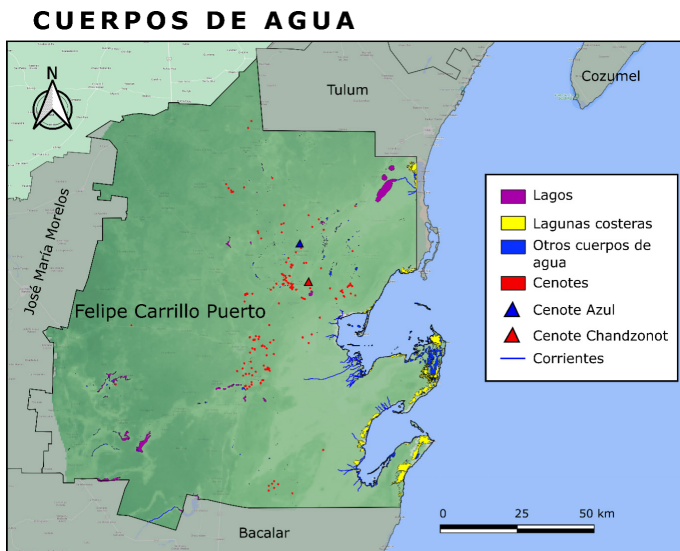 CUERPOS DE AGUA
N
Tulum
Cozumel
José María Morelos
Felipe Carrillo Puerto
Bacalar
Lagos
Lagunas costeras
Otros cuerpos de
agua
Cenotes
Cenote Azul
Cenote Chandzonot
Corrientes
0 25 50 km